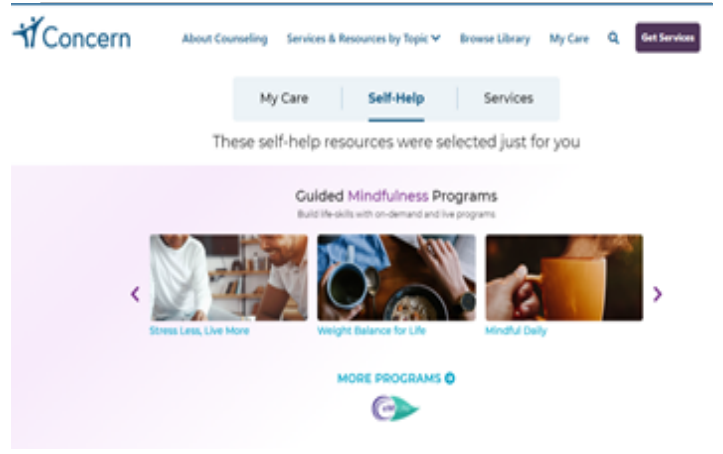 Concern
About Counseling Services & Resources by Topic Browse Library My Care Get Services
My Care Self-Help Services
These self-help resources were selected just for you
Guided Mindfulness Programs
Build life-skills with on-demand and live programs
Stress Less, Live More Weight Balance for Life Mindful Daily
MORE PROGRAMS